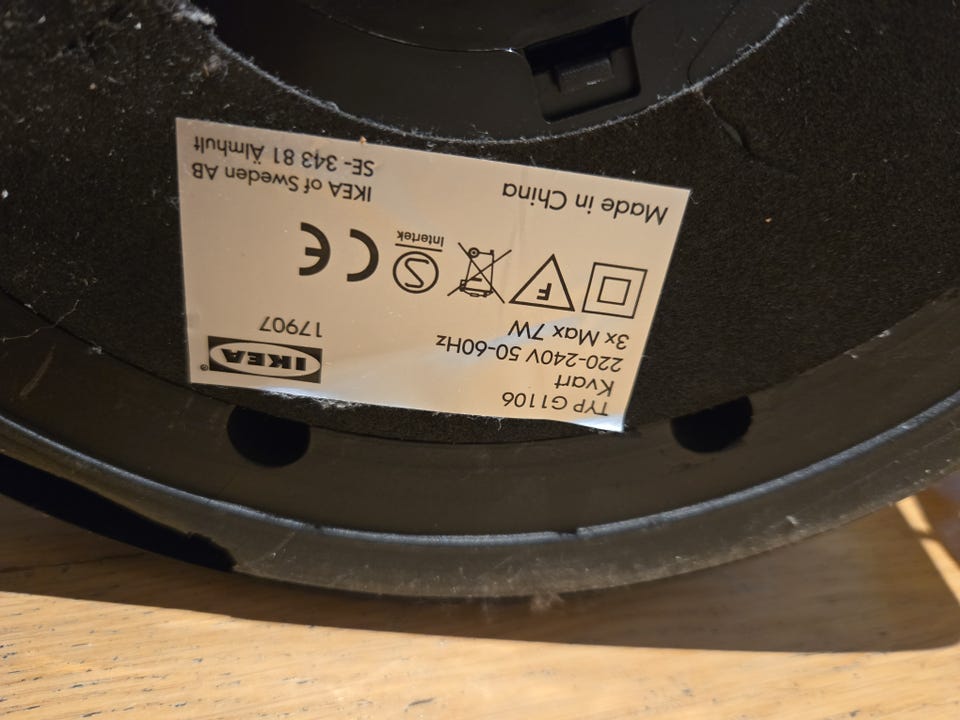 TYP G1106
Kvart
220-240V 50-60Hz
3x Max 7W
IKEA®
17907
F
S
Intertek
CE
Made in China
IKEA of Sweden AB
SE- 343 81 Älmhult